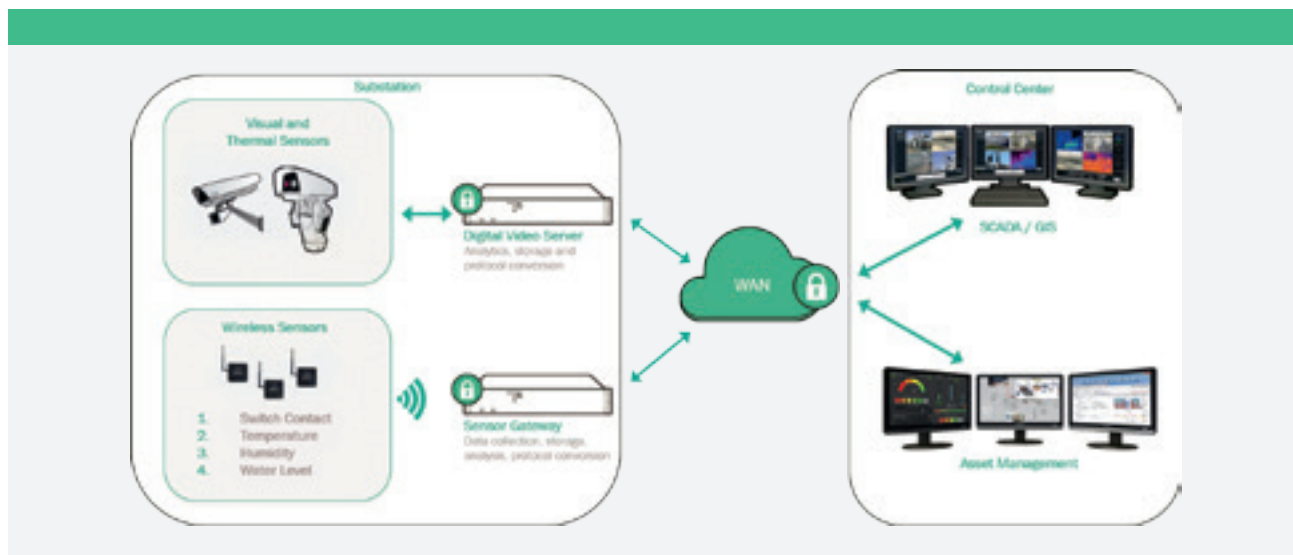 Substation
Visual and
Thermal Sensors
Digital Video Server
Analytics, storage and
protocol conversion
Wireless Sensors
1. Switch Contact
2. Temperature
3. Humidity
4. Water Level
Sensor Gateway
Data collection, storage,
analysis, protocol conversion
WAN
Control Center
SCADA / GIS
Asset Management